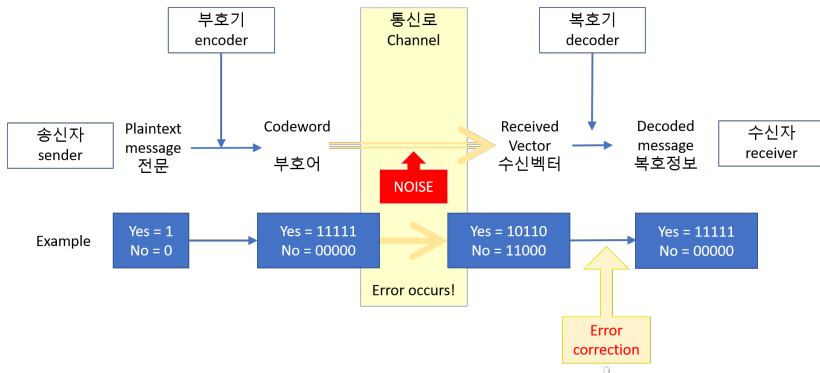 부호기
encoder
통신로
Channel
복호기
decoder
송신자
sender
Plaintext
message
전문
Codeword
부호어
Received
Vector
수신벡터
Decoded
message
복호정보
수신자
receiver
NOISE
Example
Yes = 1
No = 0
Yes = 11111
No = 00000
Yes = 10110
No = 11000
Yes = 11111
No = 00000
Error occurs!
Error
correction